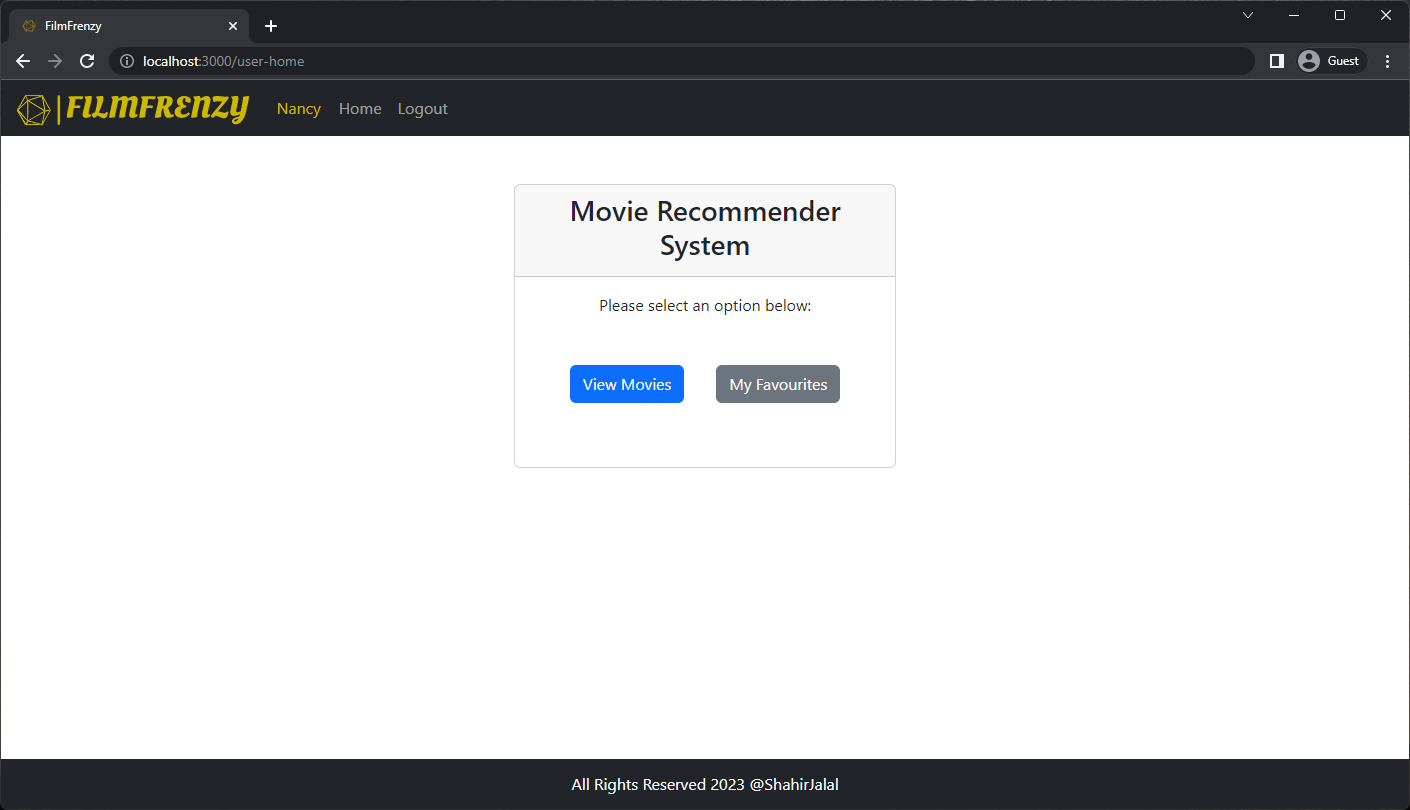 FilmFrenzy
localhost:3000/user-home
Guest
FILMFRENZY
Nancy Home Logout
Movie Recommender
System
Please select an option below:
View Movies My Favourites
All Rights Reserved 2023 @ShahirJalal